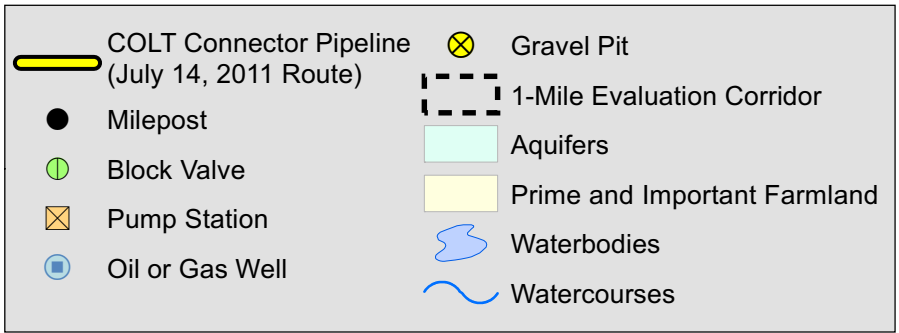 COLT Connector Pipeline
(July 14, 2011 Route)
Milepost
Block Valve
Pump Station
Oil or Gas Well
Gravel Pit
1-Mile Evaluation Corridor
Aquifers
Prime and Important Farmland
Waterbodies
Watercourses